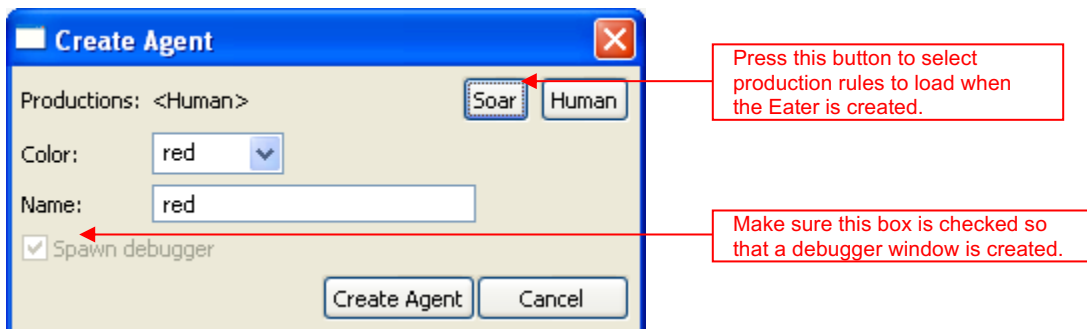 Create Agent
Productions: <Human> Soar Human
Press this button to select
production rules to load when
the Eater is created.
Color: red
Name: red
Make sure this box is checked so
that a debugger window is created.
Spawn debugger
Create Agent Cancel